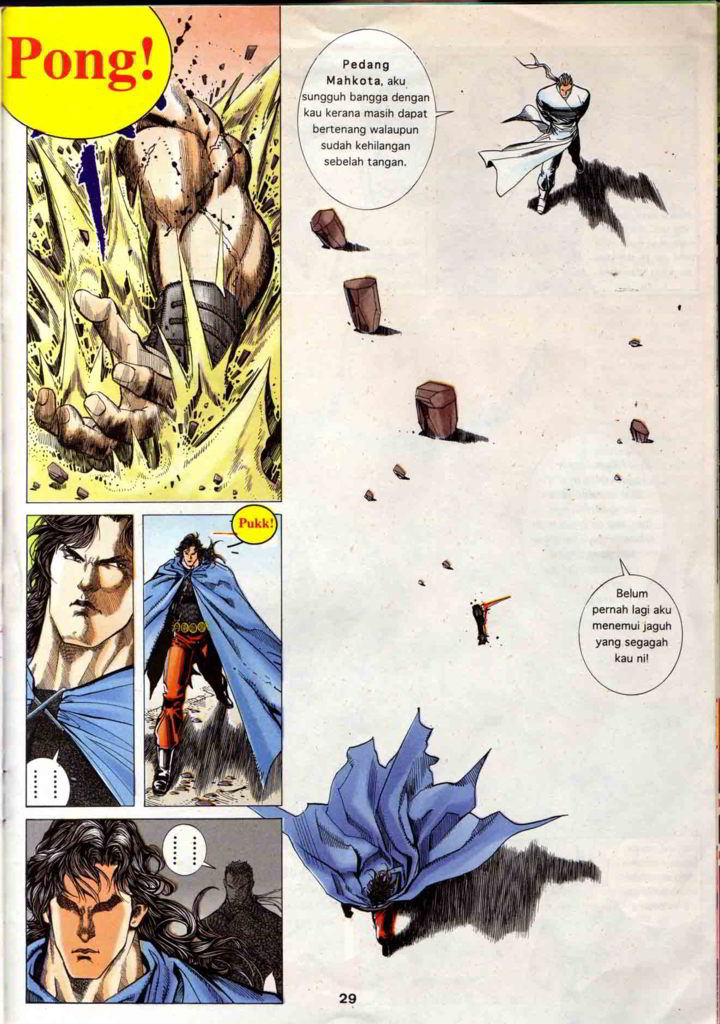 Pong!
Pedang
Mahkota, aku
sungguh bangga dengan
kau kerana masih dapat
bertenang walaupun
sudah kehilangan
sebelah tangan.
Pukk!
Belum
pernah lagi aku
menemui jaguh
yang segagah
kau ni!
29